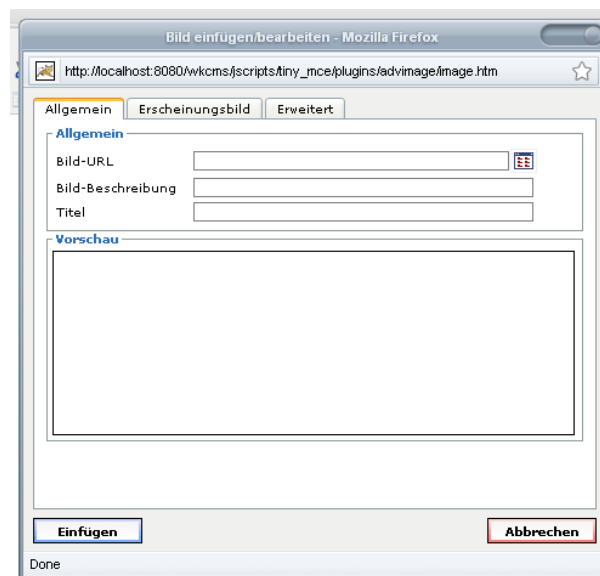 Bild einfügen/bearbeiten - Mozilla Firefox
http://localhost:8080/wkcms/jscripts/tiny_mce/plugins/advimage/image.htm
Allgemein Erscheinungsbild Erweitert
Allgemein
Bild-URL
Bild-Beschreibung
Titel
Vorschau
Einfügen Abbrechen
Done